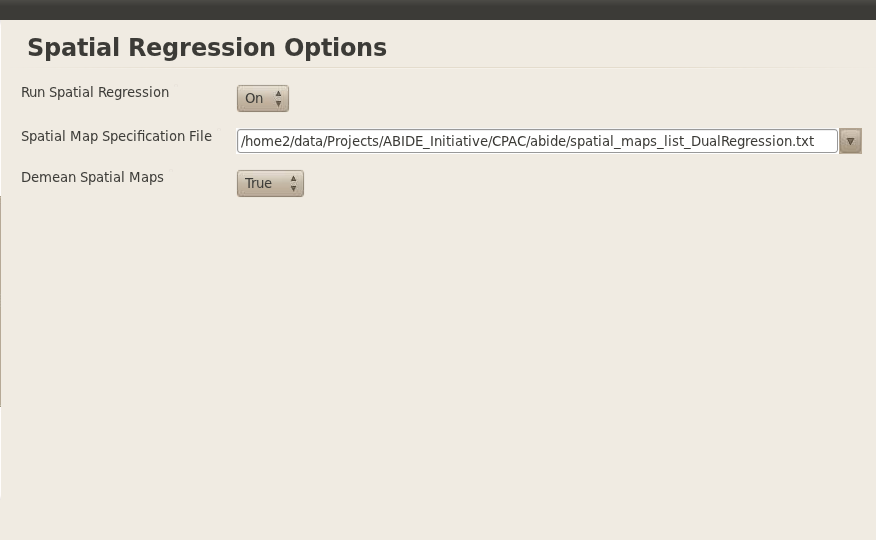 Spatial Regression Options
Run Spatial Regression On
Spatial Map Specification File /home2/data/Projects/ABIDE_Initiative/CPAC/abide/spatial_maps_list_DualRegression.txt
Demean Spatial Maps True